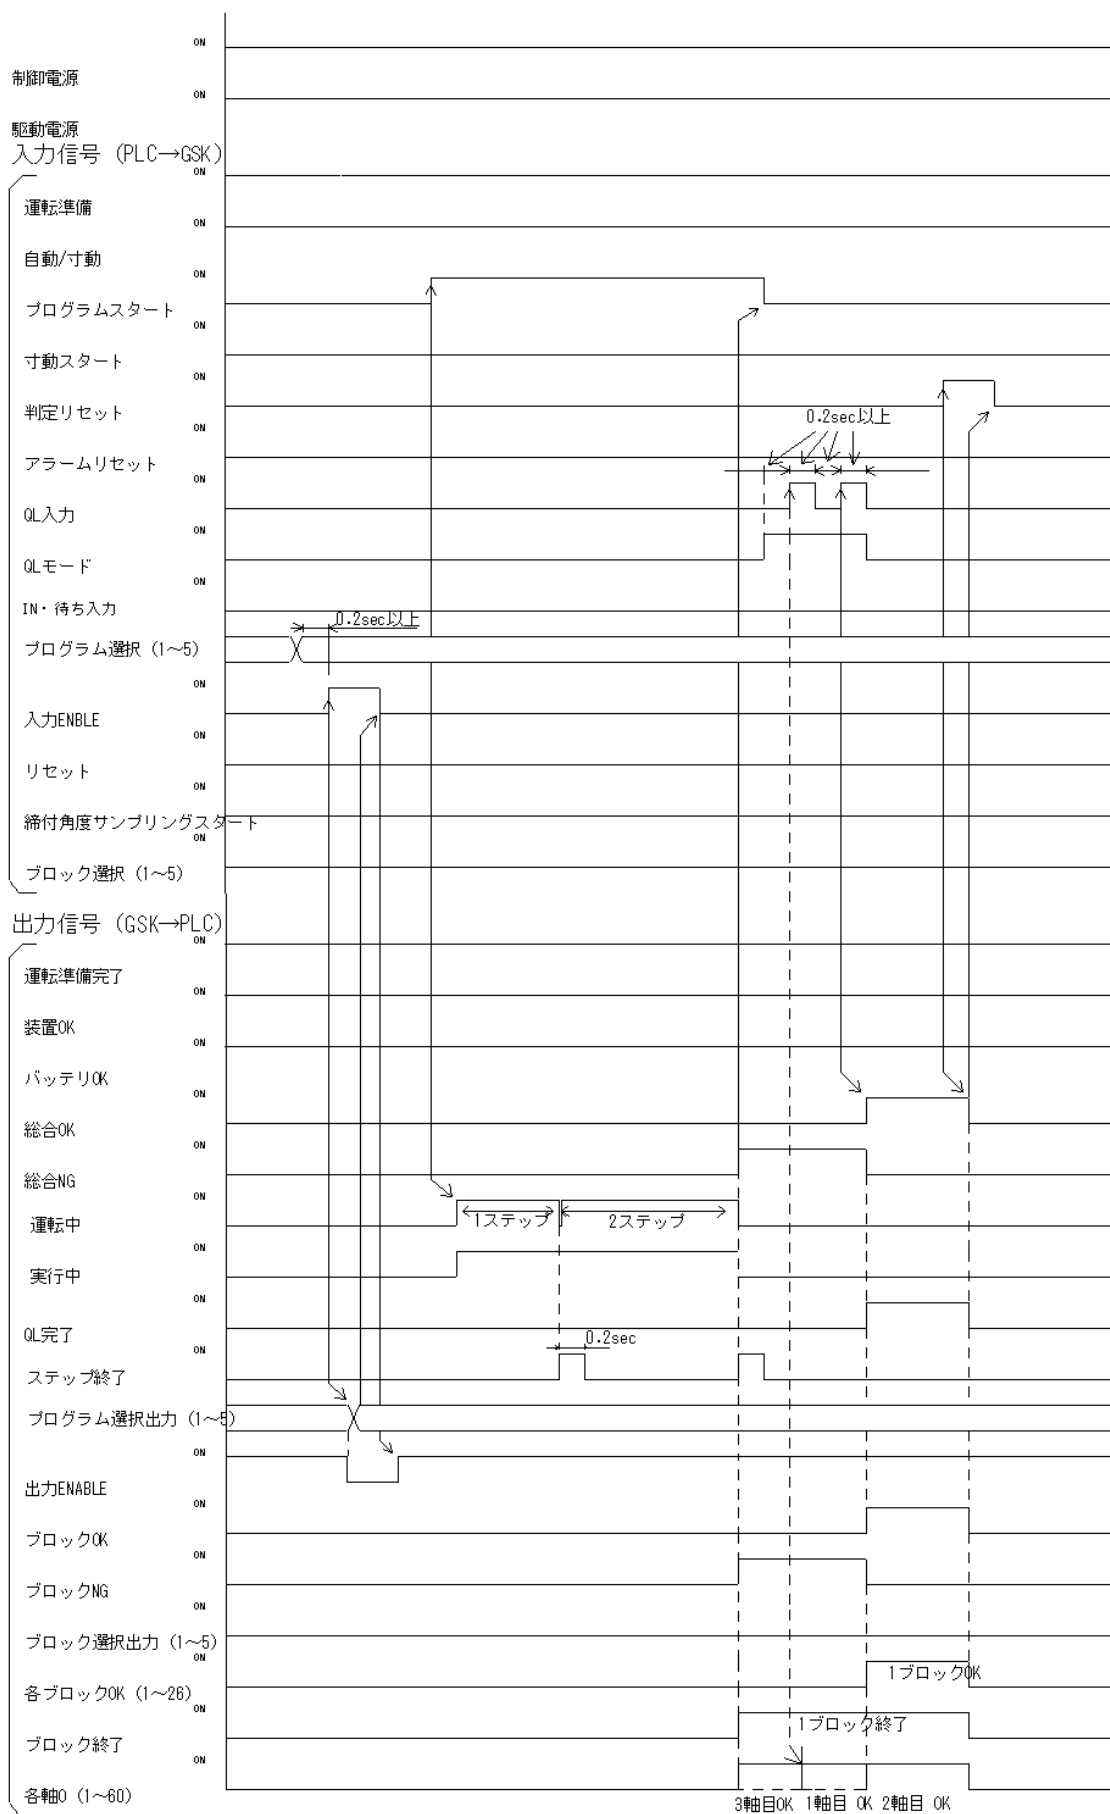 ON
制御電源
ON
駆動電源
入力信号 (PLC→GSK)
ON
運転準備
ON
自動/寸動
ON
プログラムスタート
ON
寸動スタート
ON
判定リセット
0.2sec以上
ON
アラームリセット
ON
QL入力
ON
QLモード
ON
IN・待ち入力
0.2sec以上
プログラム選択 (1〜5)
ON
入力ENBLE
ON
リセット
ON
締付角度サンプリングスタート
ON
ブロック選択 (1〜5)
出力信号 (GSK→PLC)
ON
運転準備完了
ON
装置OK
ON
バッテリOK
ON
総合OK
ON
総合NG
ON
運転中 1ステップ 2ステップ
ON
実行中
ON
QL完了
0.2sec
ON
ステップ終了
プログラム選択出力 (1〜5)
ON
出力ENABLE
ON
ブロックOK
ON
ブロックNG
ON
ブロック選択出力 (1〜5)
ON
1ブロックOK
各ブロックOK (1〜26)
ON
1ブロック終了
ブロック終了
ON
各軸O (1〜60)
3軸目OK 1軸目 OK 2軸目 OK